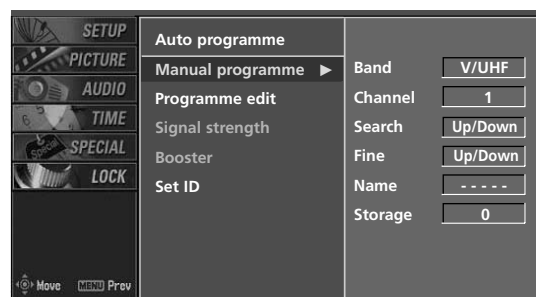 SETUP
PICTURE
AUDIO
TIME
SPECIAL
LOCK
Move MENU Prev
Auto programme
Manual programme ▶
Programme edit
Signal strength
Booster
Set ID
Band V/UHF
Channel 1
Search Up/Down
Fine Up/Down
Name - - - - -
Storage 0